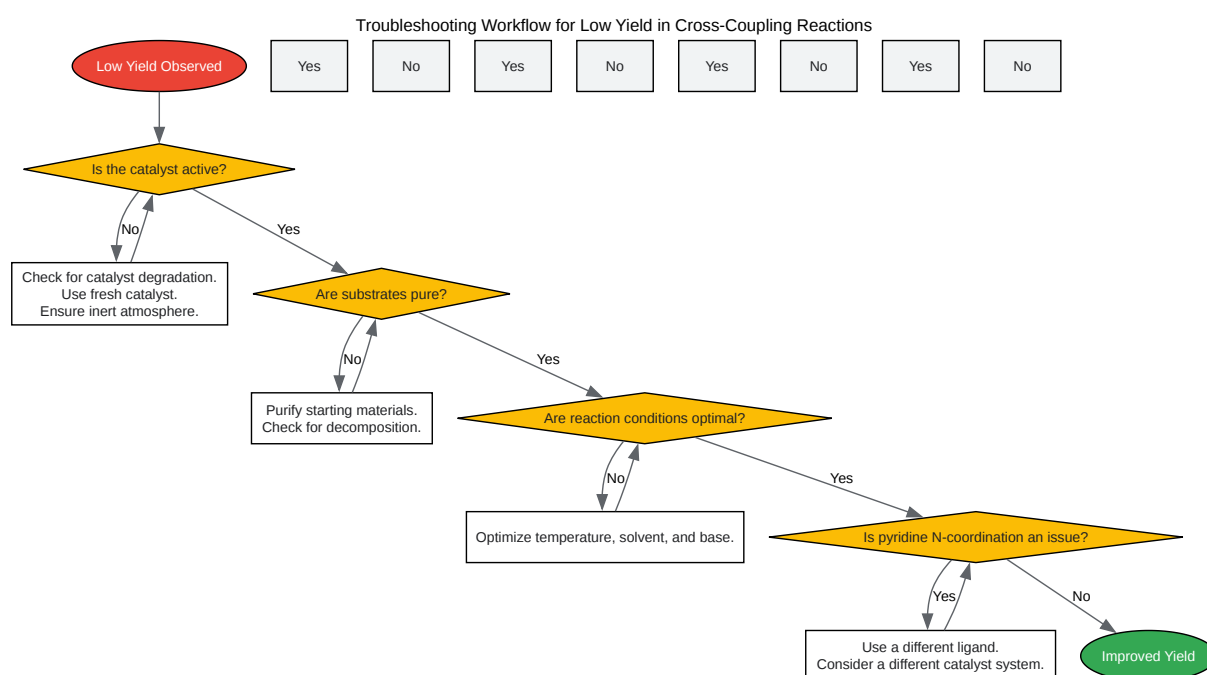 Troubleshooting Workflow for Low Yield in Cross-Coupling Reactions
Low Yield Observed
Yes
No
Yes
No
Yes
No
Yes
No
Is the catalyst active?
No
Yes
Check for catalyst degradation.
Use fresh catalyst.
Ensure inert atmosphere.
Are substrates pure?
No
Yes
Purify starting materials.
Check for decomposition.
Are reaction conditions optimal?
No
Yes
Optimize temperature, solvent, and base.
Is pyridine N-coordination an issue?
Yes
No
Use a different ligand.
Consider a different catalyst system.
Improved Yield